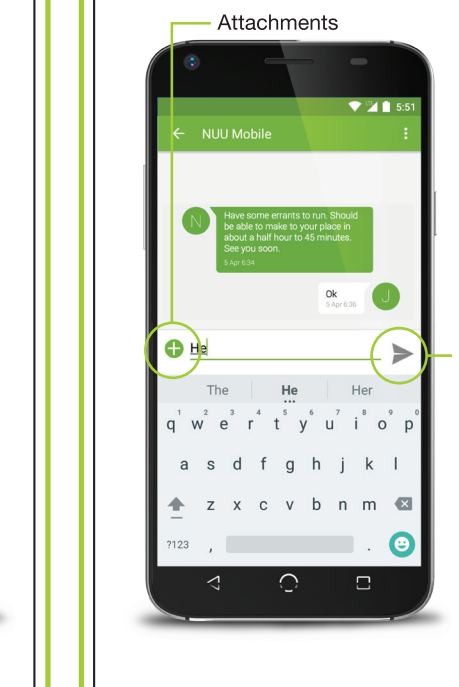 Attachments
5:51
NUU Mobile
N
Have some errants to run. Should
be able to make to your place in
about a half hour to 45 minutes.
See you soon.
5 Apr 6:34
Ok
5 Apr 6:36
J
He
The He Her
1 2 3 4 5 6 7 8 9 0
q w e r t y u i o p
a s d f g h j k l
z x c v b n m
?123 , .